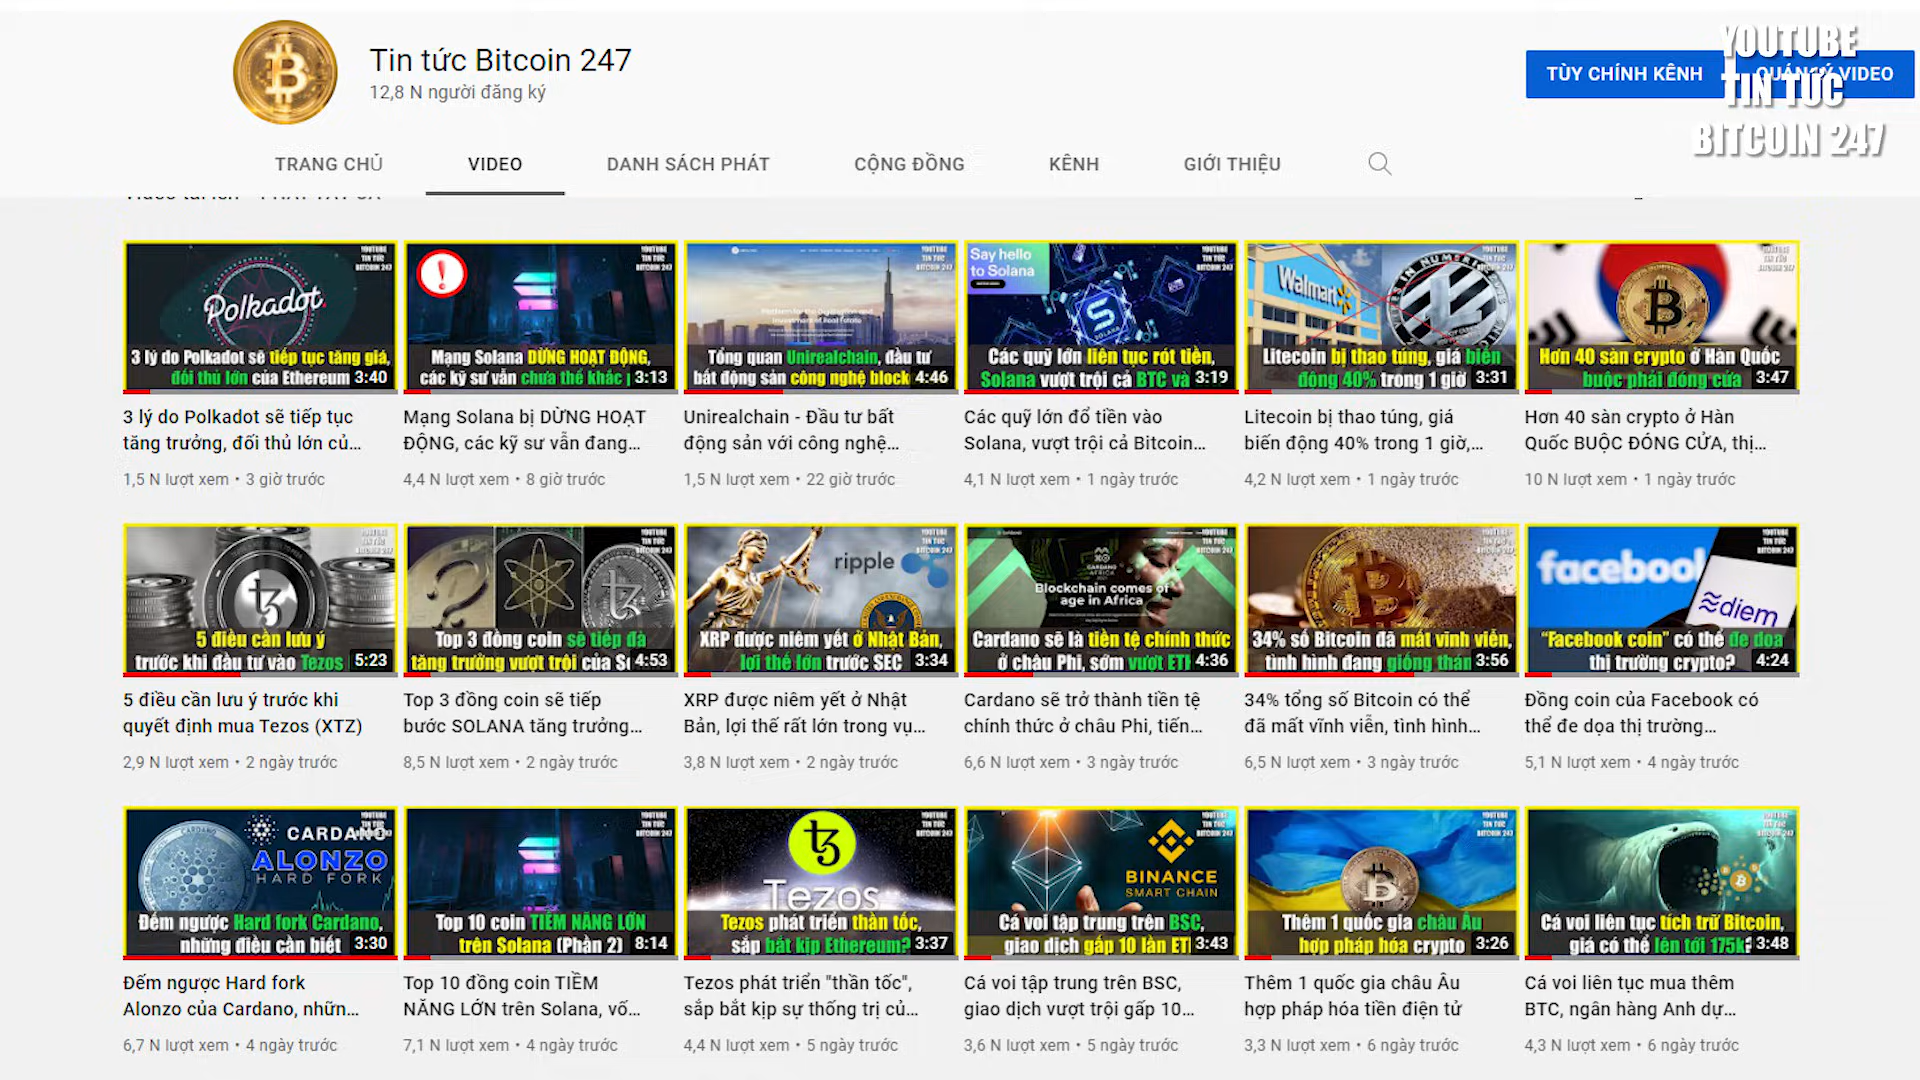 Tin tức Bitcoin 247
12,8 N người đăng ký
TÙY CHỈNH KÊNH
VIDEO
YOUTUBE
TIN TỨC
BITCOIN 247
TRANG CHỦ
VIDEO
DANH SÁCH PHÁT
CỘNG ĐỒNG
KÊNH
GIỚI THIỆU
Polkadot.
YOUTUBE
TIN TỨC
BITCOIN 247
3 lý do Polkadot sẽ tiếp tục tăng giá,
đối thủ lớn của Ethereum 3:40
Mạng Solana DỪNG HOẠT ĐỘNG,
các kỹ sư vẫn chưa thể khắc 3:13
Tổng quan Unirealchain, đầu tư
bất động sản công nghệ block 4:46
Say hello
to Solana
SOLANA
Các quỹ lớn liên tục rót tiền,
Solana vượt trội cả BTC và 3:19
Walmart
Litecoin bị thao túng, giá biến
động 40% trong 1 giờ 3:31
Hơn 40 sàn crypto ở Hàn Quốc
buộc phải đóng cửa 3:47
3 lý do Polkadot sẽ tiếp tục
tăng trưởng, đối thủ lớn củ...
1,5 N lượt xem • 3 giờ trước
Mạng Solana bị DỪNG HOẠT
ĐỘNG, các kỹ sư vẫn đang...
4,4 N lượt xem • 8 giờ trước
Unirealchain - Đầu tư bất
động sản với công nghệ...
1,5 N lượt xem • 22 giờ trước
Các quỹ lớn đổ tiền vào
Solana, vượt trội cả Bitcoin...
4,1 N lượt xem • 1 ngày trước
Litecoin bị thao túng, giá
biến động 40% trong 1 giờ,...
4,2 N lượt xem • 1 ngày trước
Hơn 40 sàn crypto ở Hàn
Quốc BUỘC ĐÓNG CỬA, thị...
10 N lượt xem • 1 ngày trước
5 điều cần lưu ý
trước khi đầu tư vào Tezos 5:23
Top 3 đồng coin sẽ tiếp đà
tăng trưởng vượt trội của 4:53
ripple
XRP được niêm yết ở Nhật Bản,
lợi thế lớn trước SEC 3:34
CARDANO
AFRICA
Blockchain comes of
age in Africa
Cardano sẽ là tiền tệ chính thức
ở châu Phi, sớm vượt ETH 4:36
34% số Bitcoin đã mất vĩnh viễn,
tình hình đang giống 3:56
facebook
diem
“Facebook coin” có thể đe dọa
thị trường crypto? 4:24
5 điều cần lưu ý trước khi
quyết định mua Tezos (XTZ)
2,9 N lượt xem • 2 ngày trước
Top 3 đồng coin sẽ tiếp
bước SOLANA tăng trưởng...
8,5 N lượt xem • 2 ngày trước
XRP được niêm yết ở Nhật
Bản, lợi thế rất lớn trong vụ...
3,8 N lượt xem • 2 ngày trước
Cardano sẽ trở thành tiền tệ
chính thức ở châu Phi, tiến...
6,6 N lượt xem • 3 ngày trước
34% tổng số Bitcoin có thể
đã mất vĩnh viễn, tình hình...
6,5 N lượt xem • 3 ngày trước
Đồng coin của Facebook có
thể đe dọa thị trường...
5,1 N lượt xem • 4 ngày trước
CARDANO
ALONZO
HARD FORK
Đếm ngược Hard fork Cardano,
những điều cần biết 3:30
Top 10 coin TIỀM NĂNG LỚN
trên Solana (Phần 2) 8:14
Tezos
Tezos phát triển thần tốc,
sắp bắt kịp Ethereum? 3:37
BINANCE
SMART CHAIN
Cá voi tập trung trên BSC,
giao dịch gấp 10 lần ETH 3:43
Thêm 1 quốc gia châu Âu
hợp pháp hóa crypto 3:26
Cá voi liên tục tích trữ Bitcoin,
giá có thể lên tới 175k? 3:48
Đếm ngược Hard fork
Alonzo của Cardano, nhữn...
6,7 N lượt xem • 4 ngày trước
Top 10 đồng coin TIỀM
NĂNG LỚN trên Solana, vố...
7,1 N lượt xem • 4 ngày trước
Tezos phát triển "thần tốc",
sắp bắt kịp sự thống trị củ...
4,4 N lượt xem • 5 ngày trước
Cá voi tập trung trên BSC,
giao dịch vượt trội gấp 10...
3,6 N lượt xem • 5 ngày trước
Thêm 1 quốc gia châu Âu
hợp pháp hóa tiền điện tử
3,3 N lượt xem • 6 ngày trước
Cá voi liên tục mua thêm
BTC, ngân hàng Anh dự...
4,3 N lượt xem • 6 ngày trước